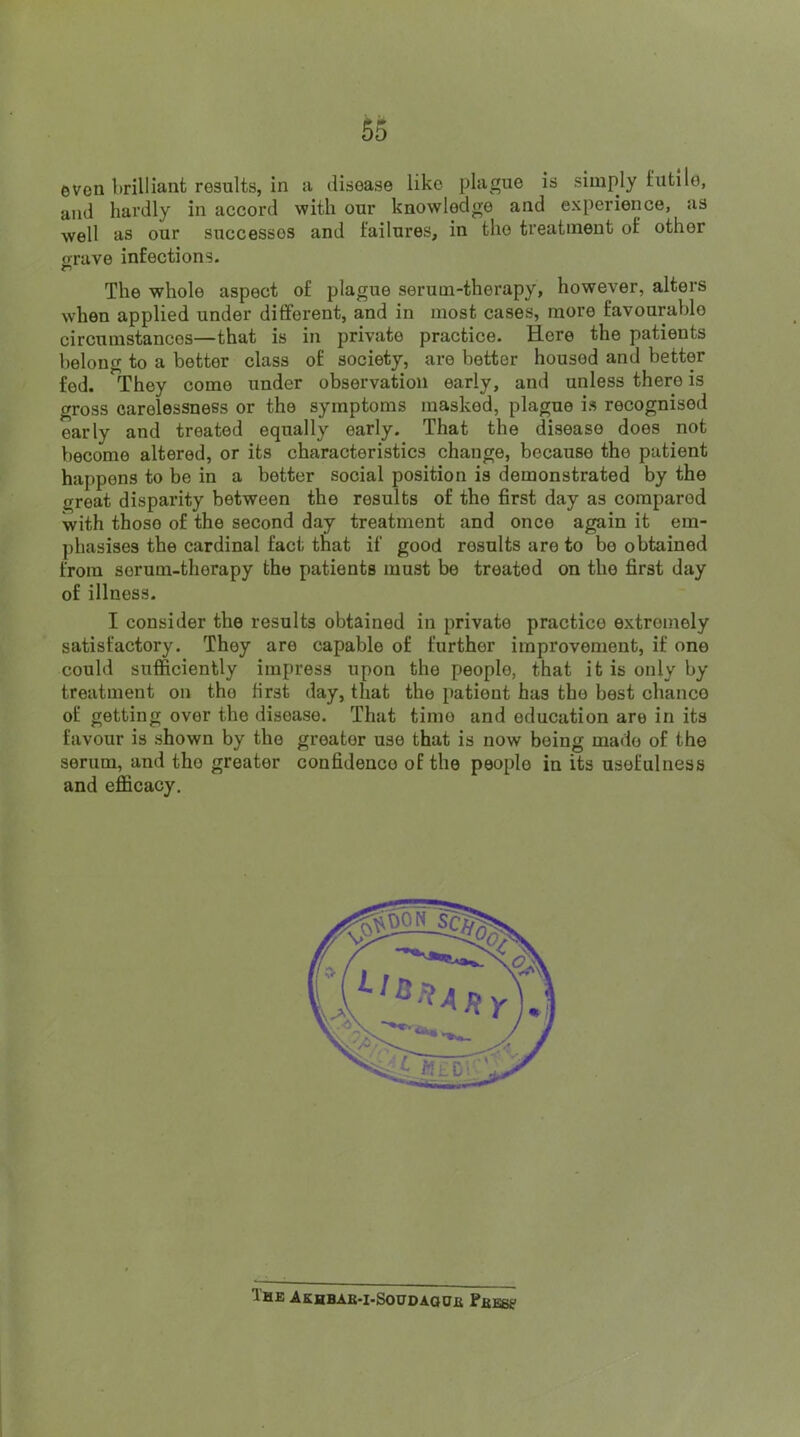 55
even brilliant results, in a disease like plague is simply futile,
and hardly in accord with our knowledge and experience, as
well as our successes and failures, in the treatment of other
grave infections.
The whole aspect of plague serum-therapy, however, alters
when applied under different, and in most cases, more favourable
circumstances—that is in private practice. Here the patients
belong to a better class of society, are better housed and better
fed. They come under observation early, and unless there is
gross carelessness or the symptoms masked, plague is recognised
early and treated equally early. That the disease does not
become altered, or its characteristics change, because the patient
happens to be in a better social position is demonstrated by the
great disparity between the results of the first day as compared
with those of the second day treatment and once again it em-
phasises the cardinal fact that if good results are to be obtained
from serum-therapy the patients must be treated on the first day
of illness.
I consider the results obtained in private practice extremely
satisfactory. They are capable of further improvement, if one
could sufficiently impress upon the people, that it is only by
treatment on the first day, that the patient has the best chance
of getting over the disease. That time and education are in its
favour is shown by the greater use that is now being made of the
serum, and the greater confidence of the people in its usefulness
and efficacy.
LONDON SCHOOL OF
LIBRARY
TROPICAL MEDICINE
The Akhbar-i-Soudagur Press